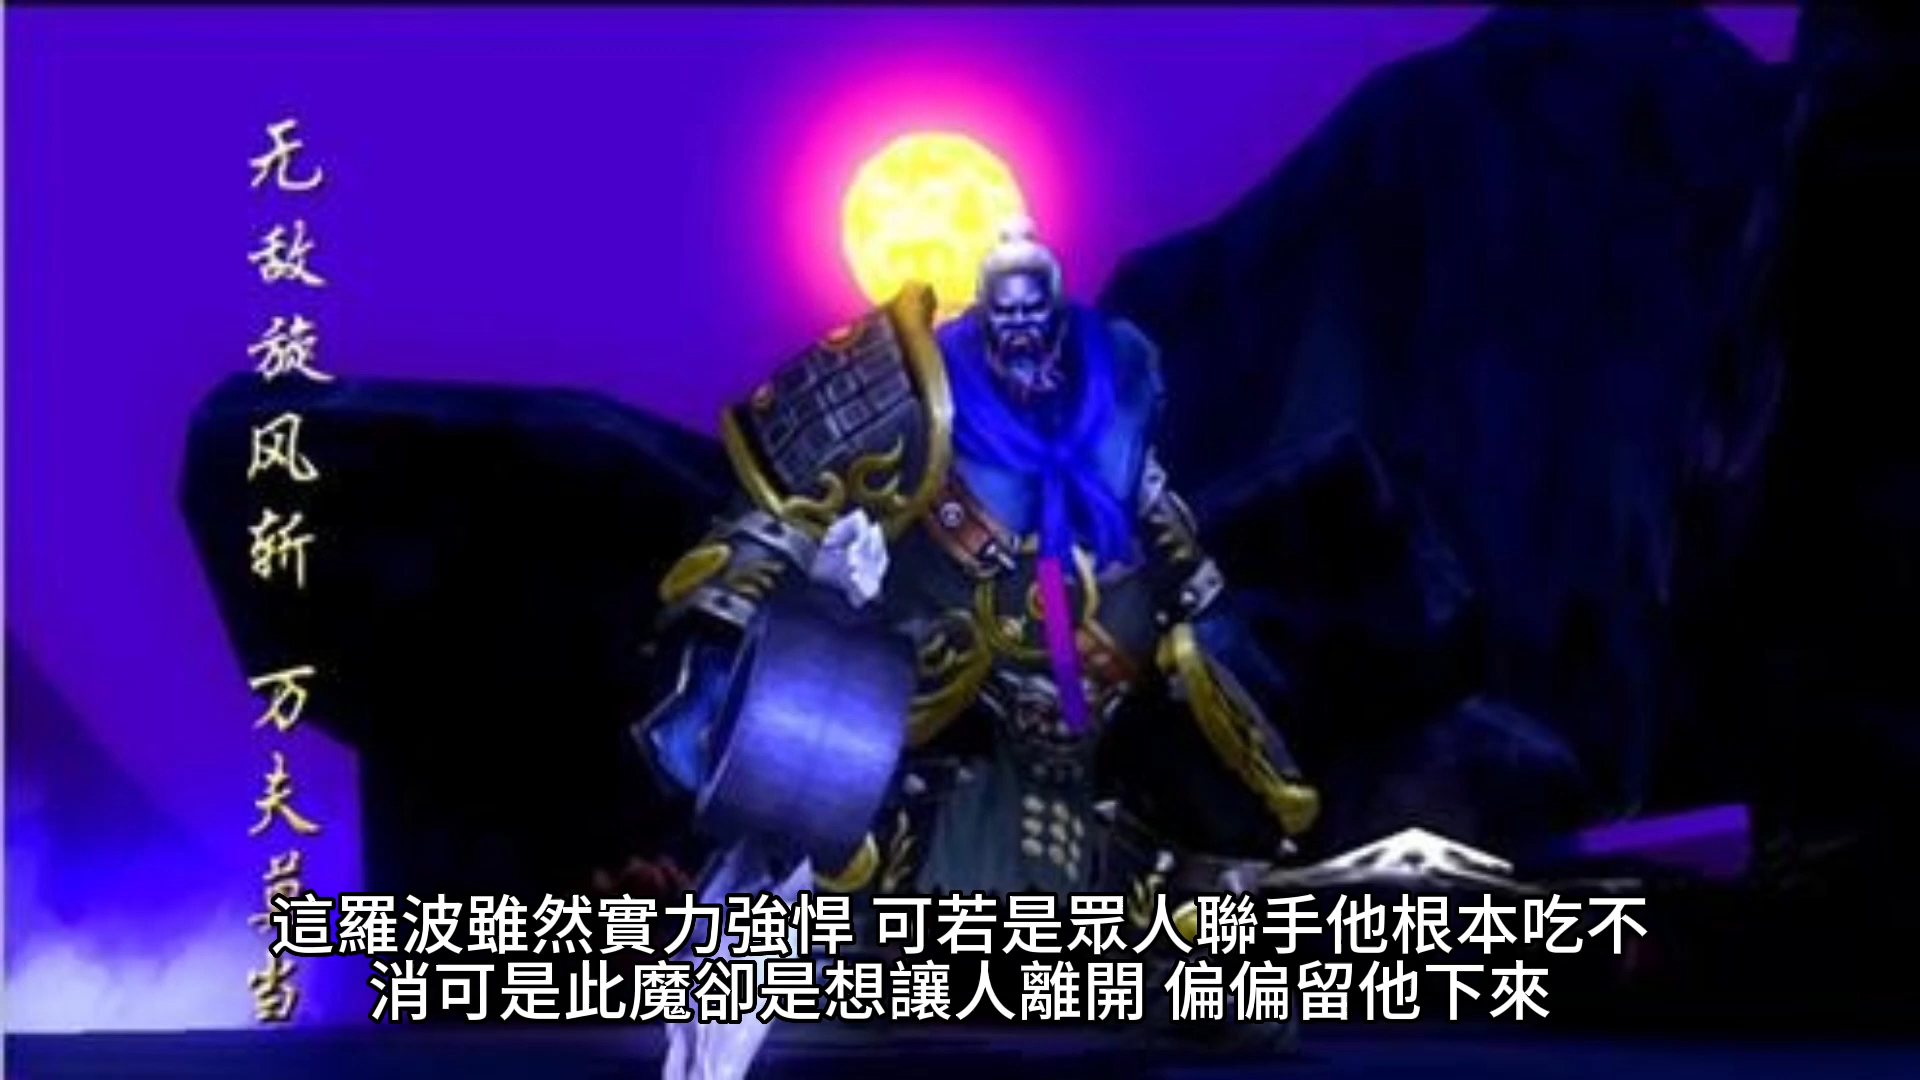 无敌旋风斩 万夫莫当
這羅波雖然實力強悍 可若是眾人聯手他根本吃不
消可是此魔卻是想讓人離開 偏偏留他下來